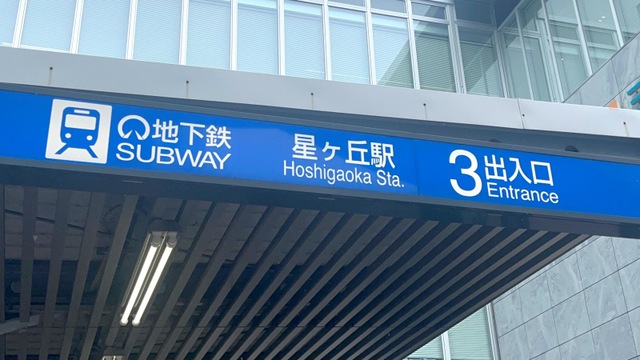 地下鉄
SUBWAY
星ヶ丘駅
Hoshigaoka Sta.
3 出入口
Entrance